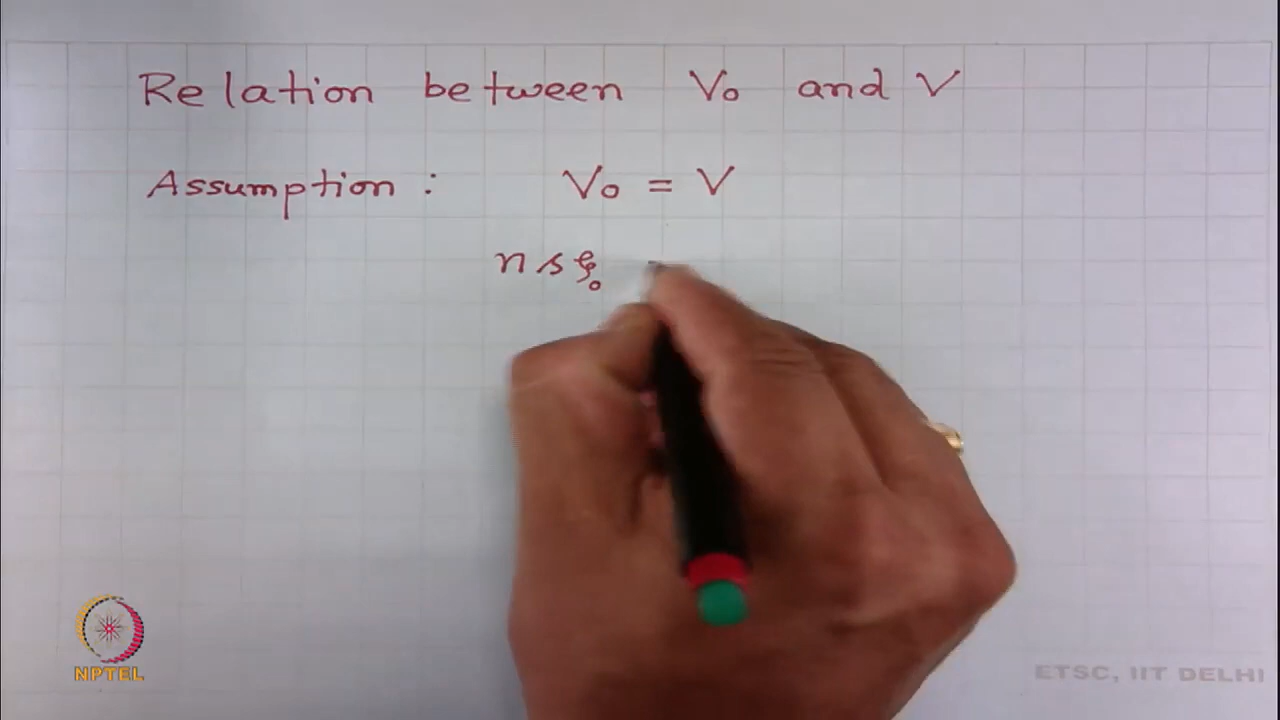 Relation between V₀ and V
Assumption : V₀ = V
n s ξ₀
NPTEL
ETSC, IIT DELHI